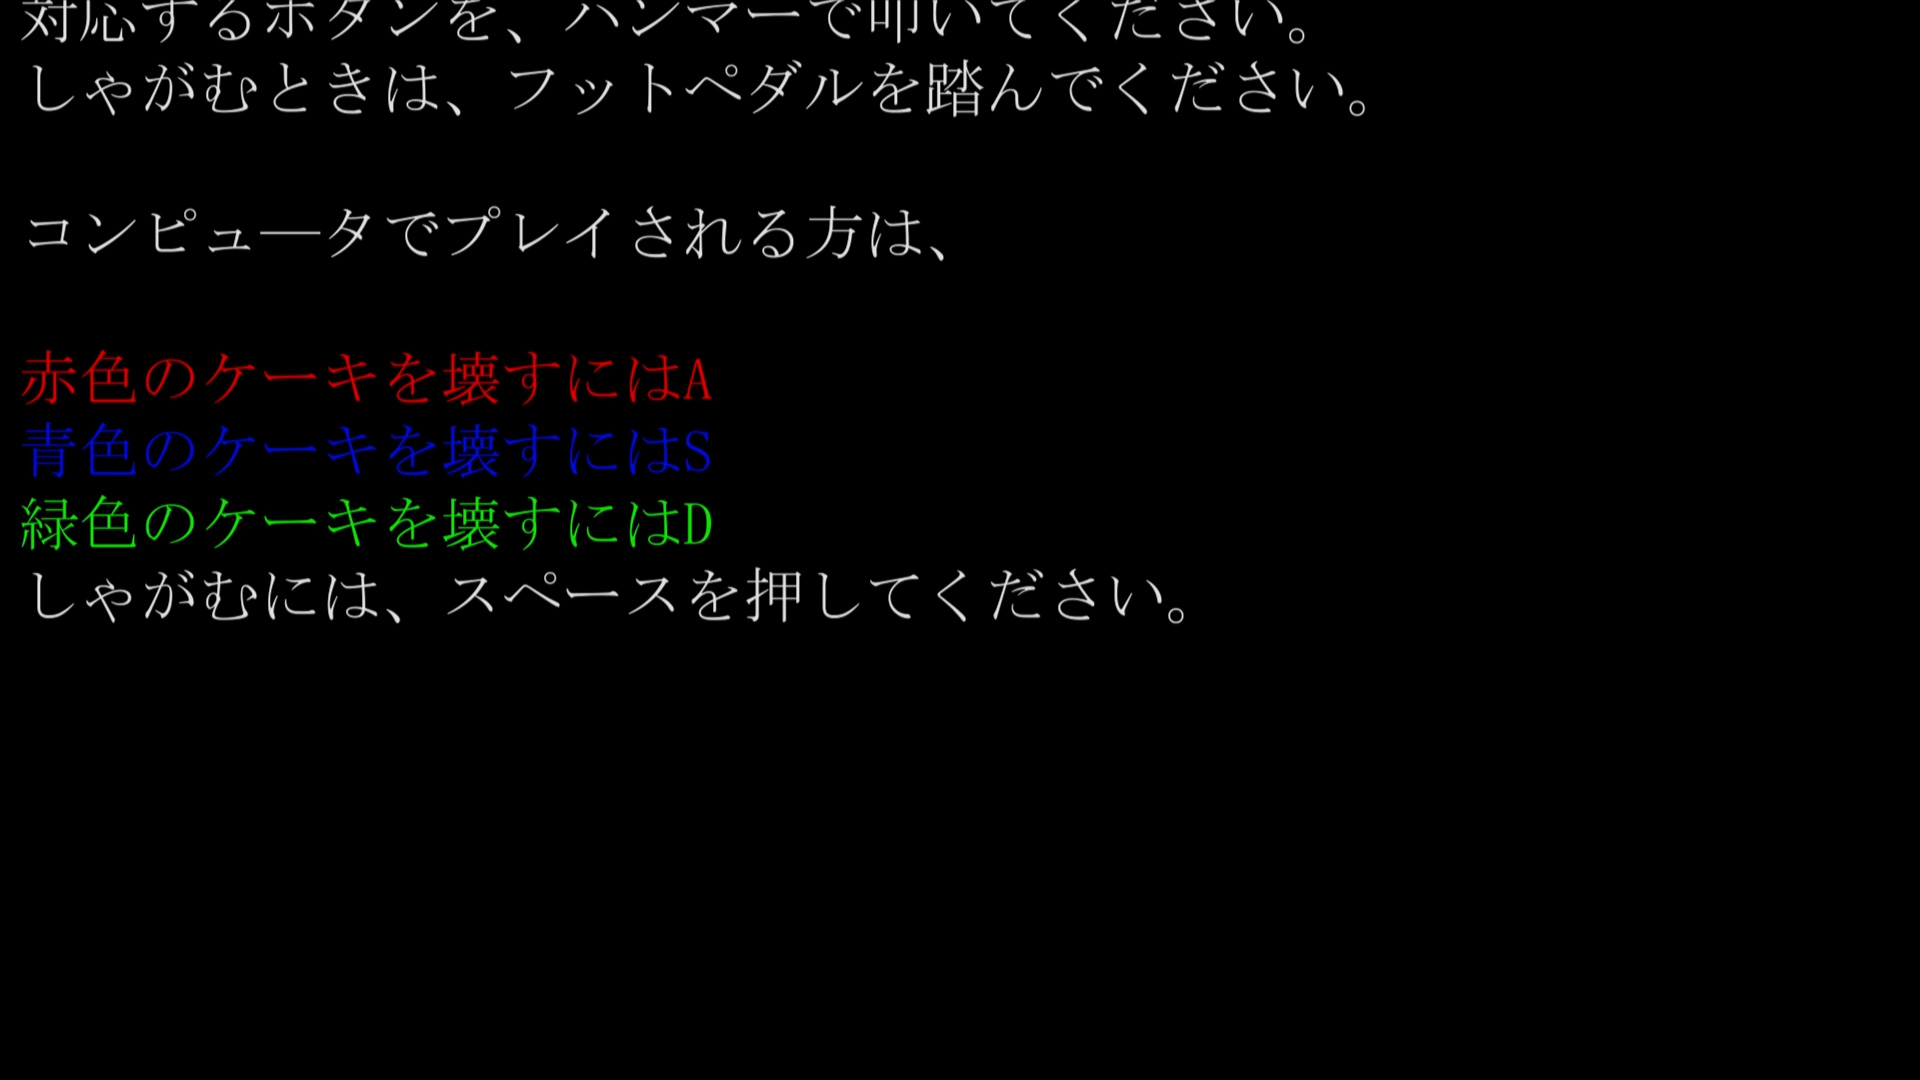 対応するボタンを、ハンマーで叩いてください。
しゃがむときは、フットペダルを踏んでください。
コンピュ―タでプレイされる方は、
赤色のケーキを壊すにはA
青色のケーキを壊すにはS
緑色のケーキを壊すにはD
しゃがむには、スペースを押してください。